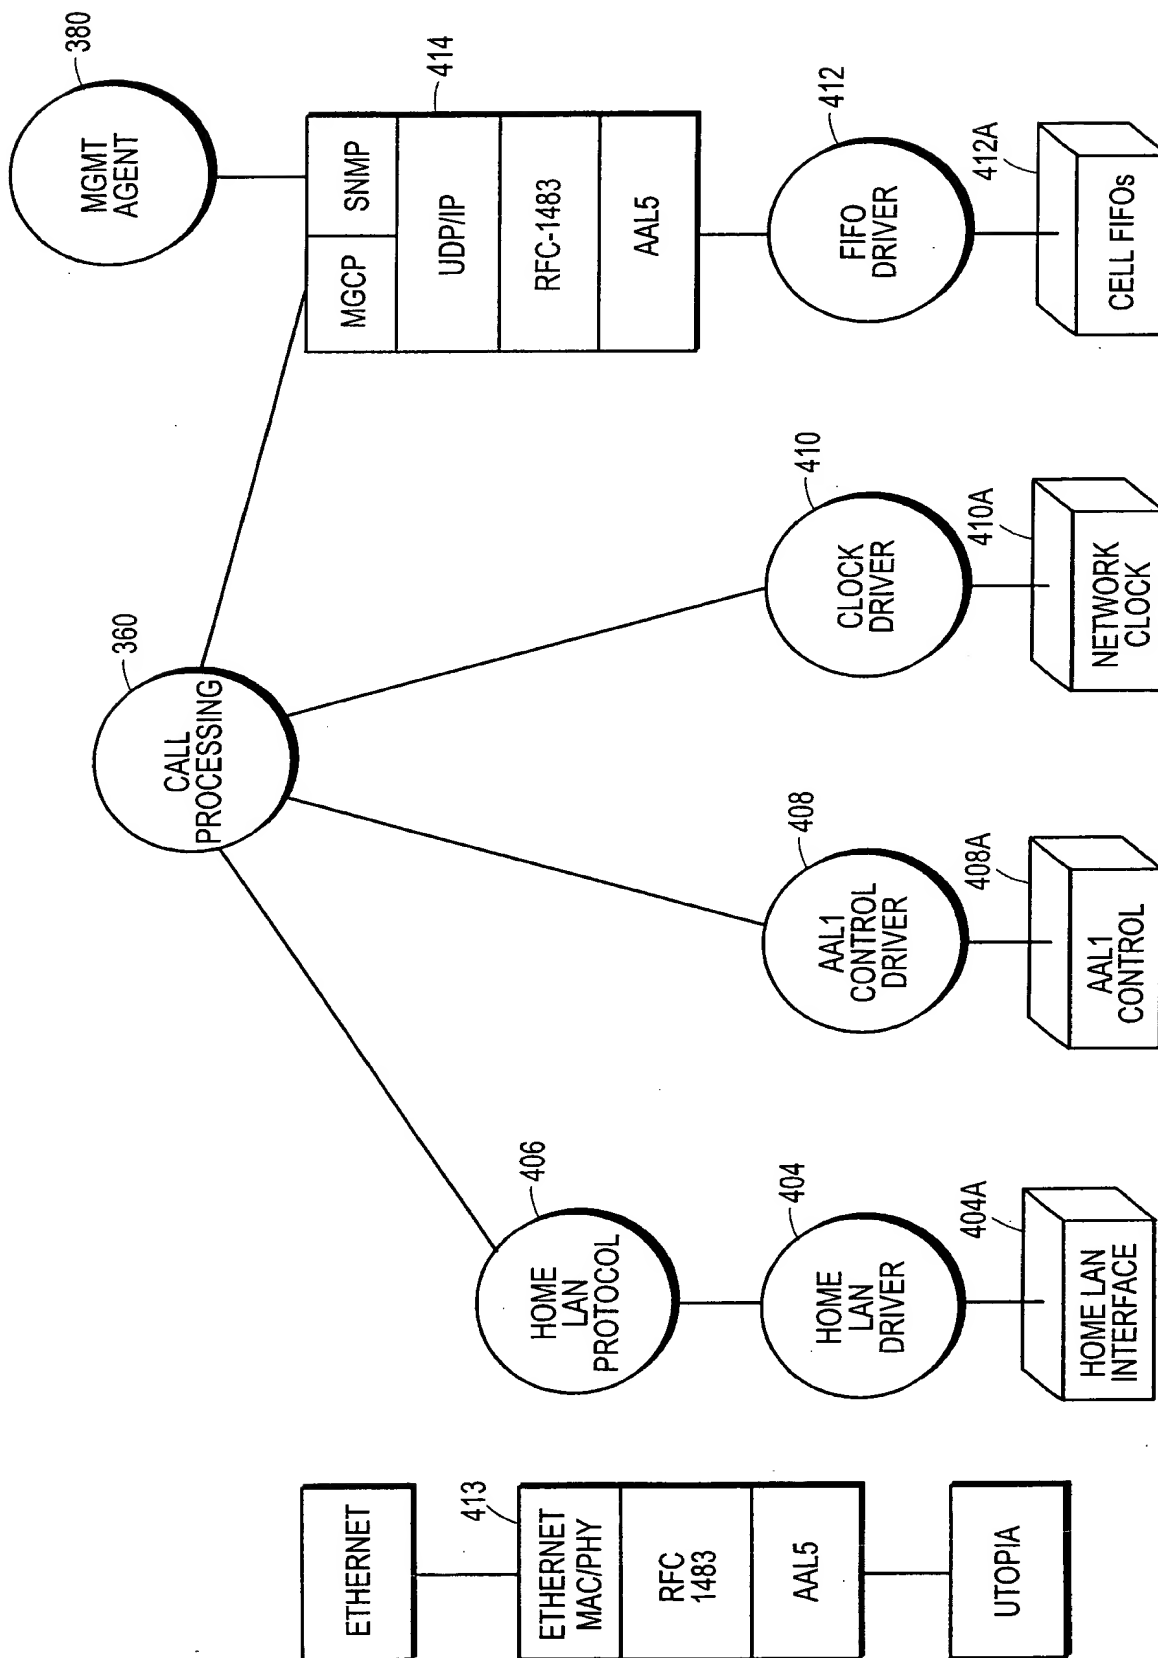 ETHERNET
413
ETHERNET
MAC/PHY
RFC
1483
AAL5
UTOPIA
360
CALL
PROCESSING
380
MGMT
AGENT
406
HOME
LAN
PROTOCOL
404
HOME
LAN
DRIVER
404A
HOME LAN
INTERFACE
408
AAL1
CONTROL
DRIVER
408A
AAL1
CONTROL
410
CLOCK
DRIVER
410A
NETWORK
CLOCK
414
MGCP
SNMP
UDP/IP
RFC-1483
AAL5
412
FIFO
DRIVER
412A
CELL FIFOs